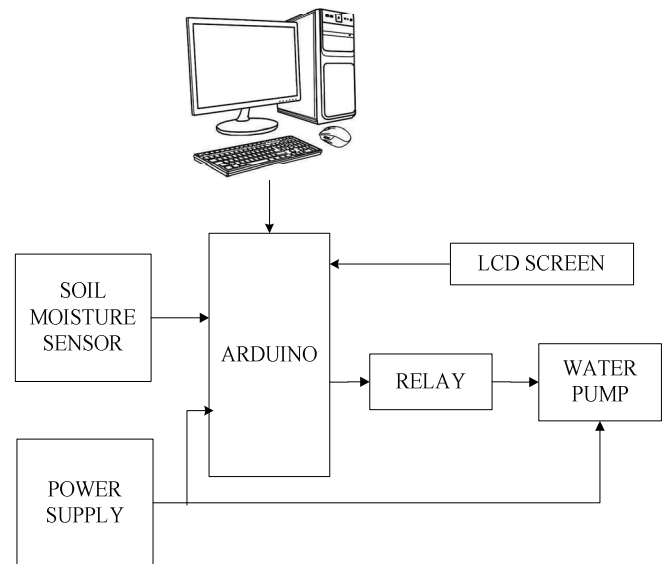 LCD SCREEN
SOIL
MOISTURE
SENSOR
ARDUINO
RELAY
WATER
PUMP
POWER
SUPPLY